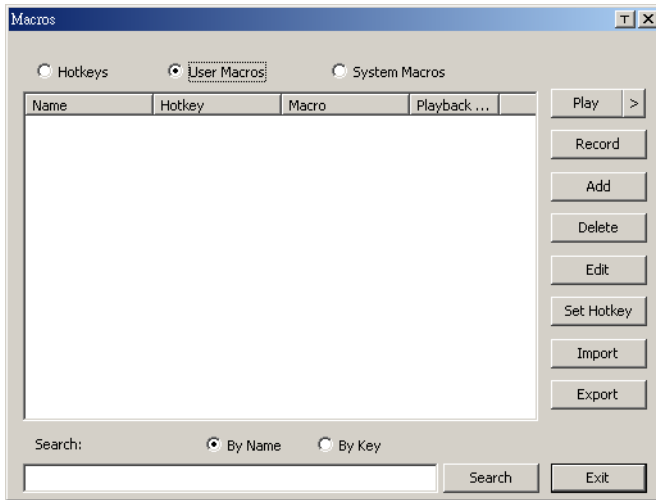 Macros
Hotkeys User Macros System Macros
Name Hotkey Macro Playback ...
Play >
Record
Add
Delete
Edit
Set Hotkey
Import
Export
Search: By Name By Key
Search Exit